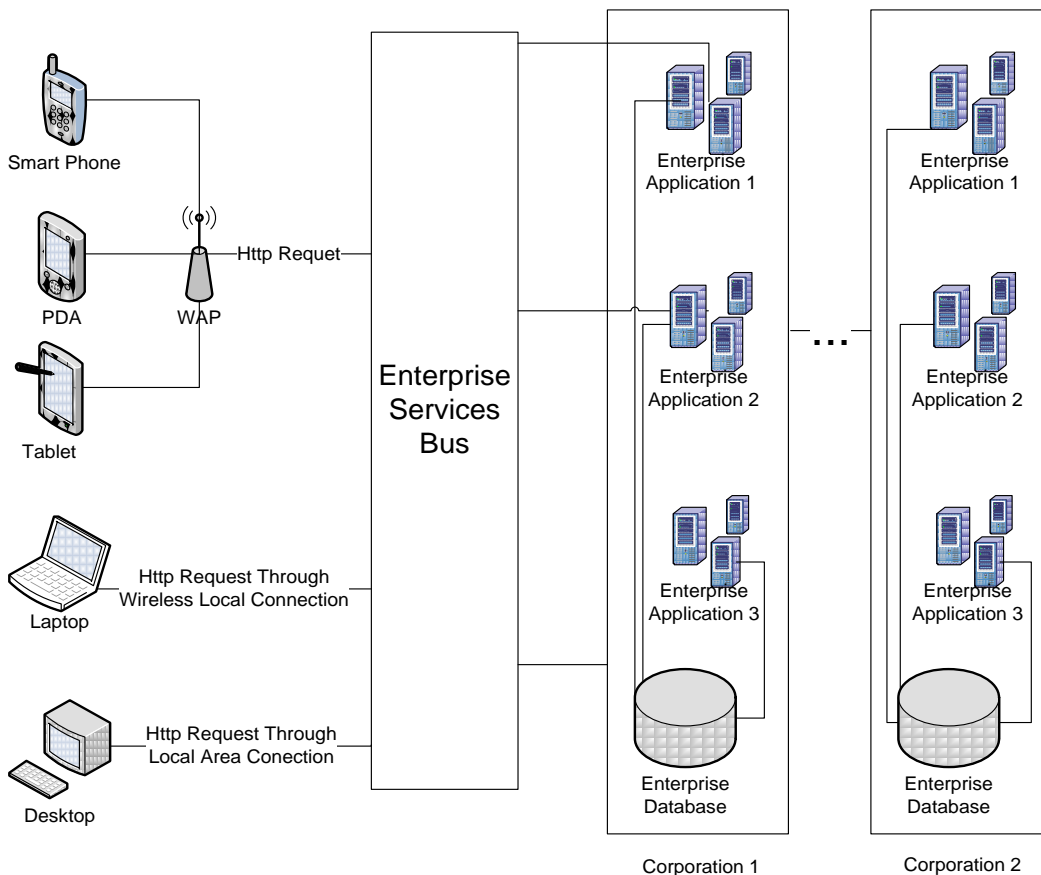 Smart Phone
PDA
WAP
Http Requet
Tablet
Laptop
Http Request Through
Wireless Local Connection
Desktop
Http Request Through
Local Area Conection
Enterprise
Services
Bus
Enterprise
Application 1
Enterprise
Application 2
Enterprise
Application 3
Enterprise
Database
Corporation 1
...
Enterprise
Application 1
Enteprise
Application 2
Enterprise
Application 3
Enterprise
Database
Corporation 2